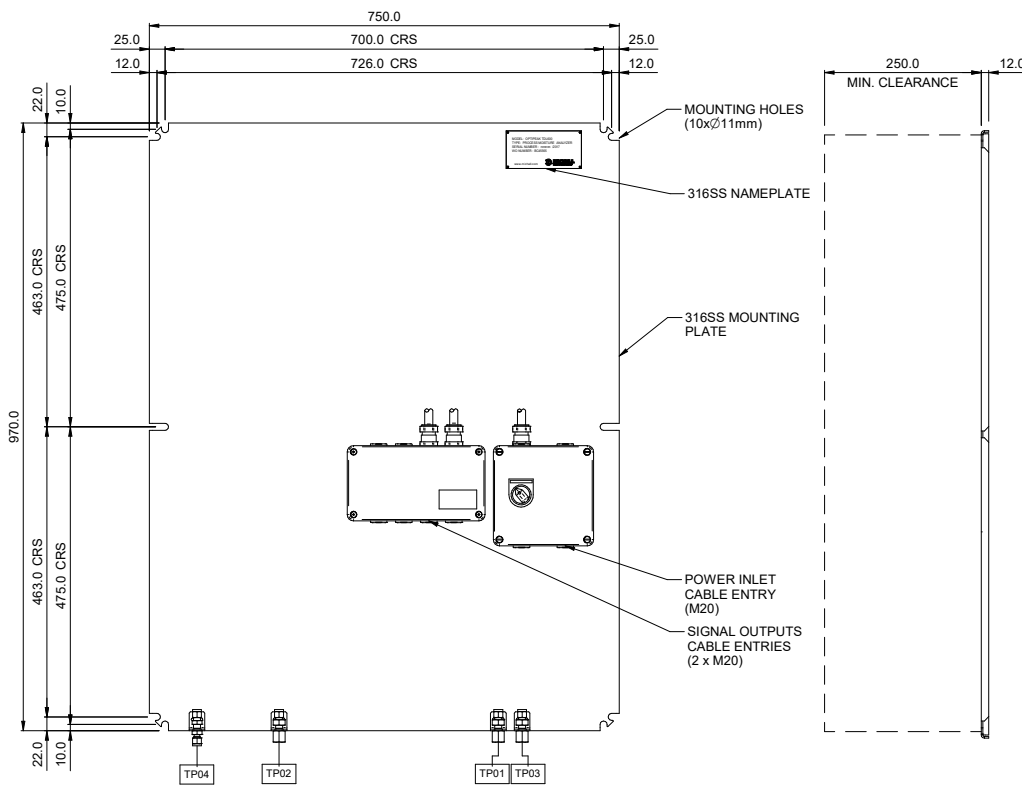 750.0
25.0
700.0 CRS
25.0
12.0
726.0 CRS
12.0
250.0
12.0
MIN. CLEARANCE
22.0
10.0
MOUNTING HOLES
(10xØ11mm)
316SS NAMEPLATE
463.0 CRS
475.0 CRS
316SS MOUNTING
PLATE
970.0
463.0 CRS
475.0 CRS
POWER INLET
CABLE ENTRY
(M20)
SIGNAL OUTPUTS
CABLE ENTRIES
(2 x M20)
22.0
10.0
TP04
TP02
TP01
TP03